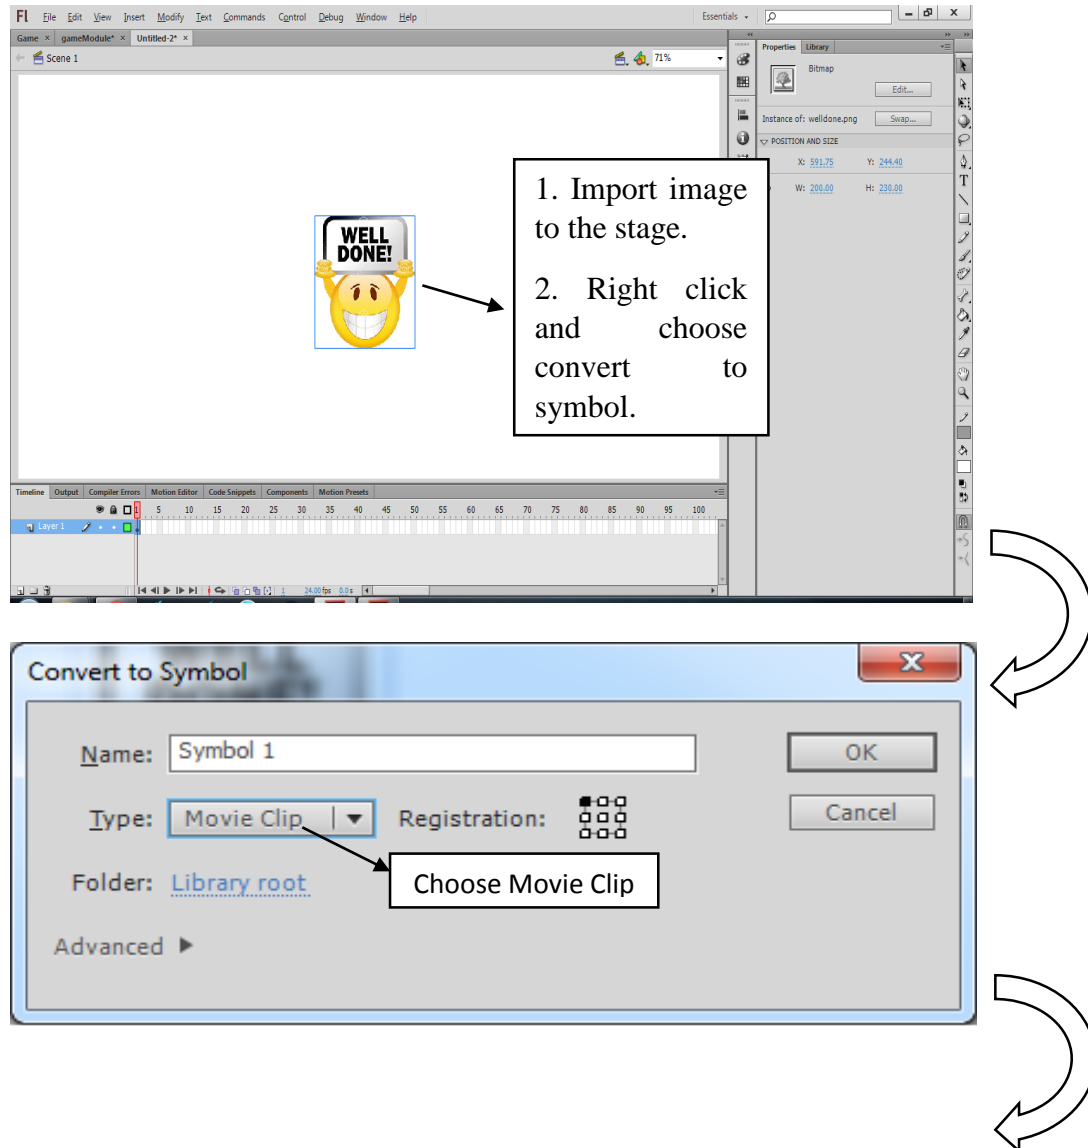 FL File Edit View Insert Modify Text Commands Control Debug Window Help Essentials
Game × gameModule* × Untitled-2* ×
Scene 1 71%
Properties Library
Bitmap
Edit...
Instance of: welldone.png Swap...
POSITION AND SIZE
X: 591.75 Y: 244.40
W: 200.00 H: 230.00
WELL
DONE!
1. Import image
to the stage.
2. Right click
and choose
convert to
symbol.
Timeline Output Compiler Errors Motion Editor Code Snippets Components Motion Presets
1 5 10 15 20 25 30 35 40 45 50 55 60 65 70 75 80 85 90 95 100
Layer 1
1 24.00 fps 0.0 s
Convert to Symbol
Name: Symbol 1 OK
Type: Movie Clip Registration: Cancel
Folder: Library root
Choose Movie Clip
Advanced